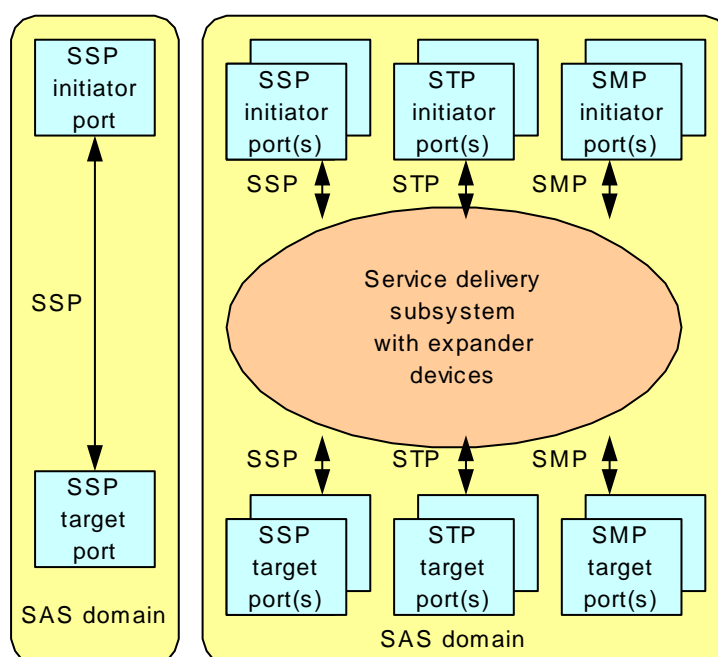 SSP
initiator
port
SSP
SSP
target
port
SAS domain
SSP
initiator
port(s)
STP
initiator
port(s)
SMP
initiator
port(s)
SSP
STP
SMP
Service delivery
subsystem
with expander
devices
SSP
STP
SMP
SSP
target
port(s)
STP
target
port(s)
SMP
target
port(s)
SAS domain